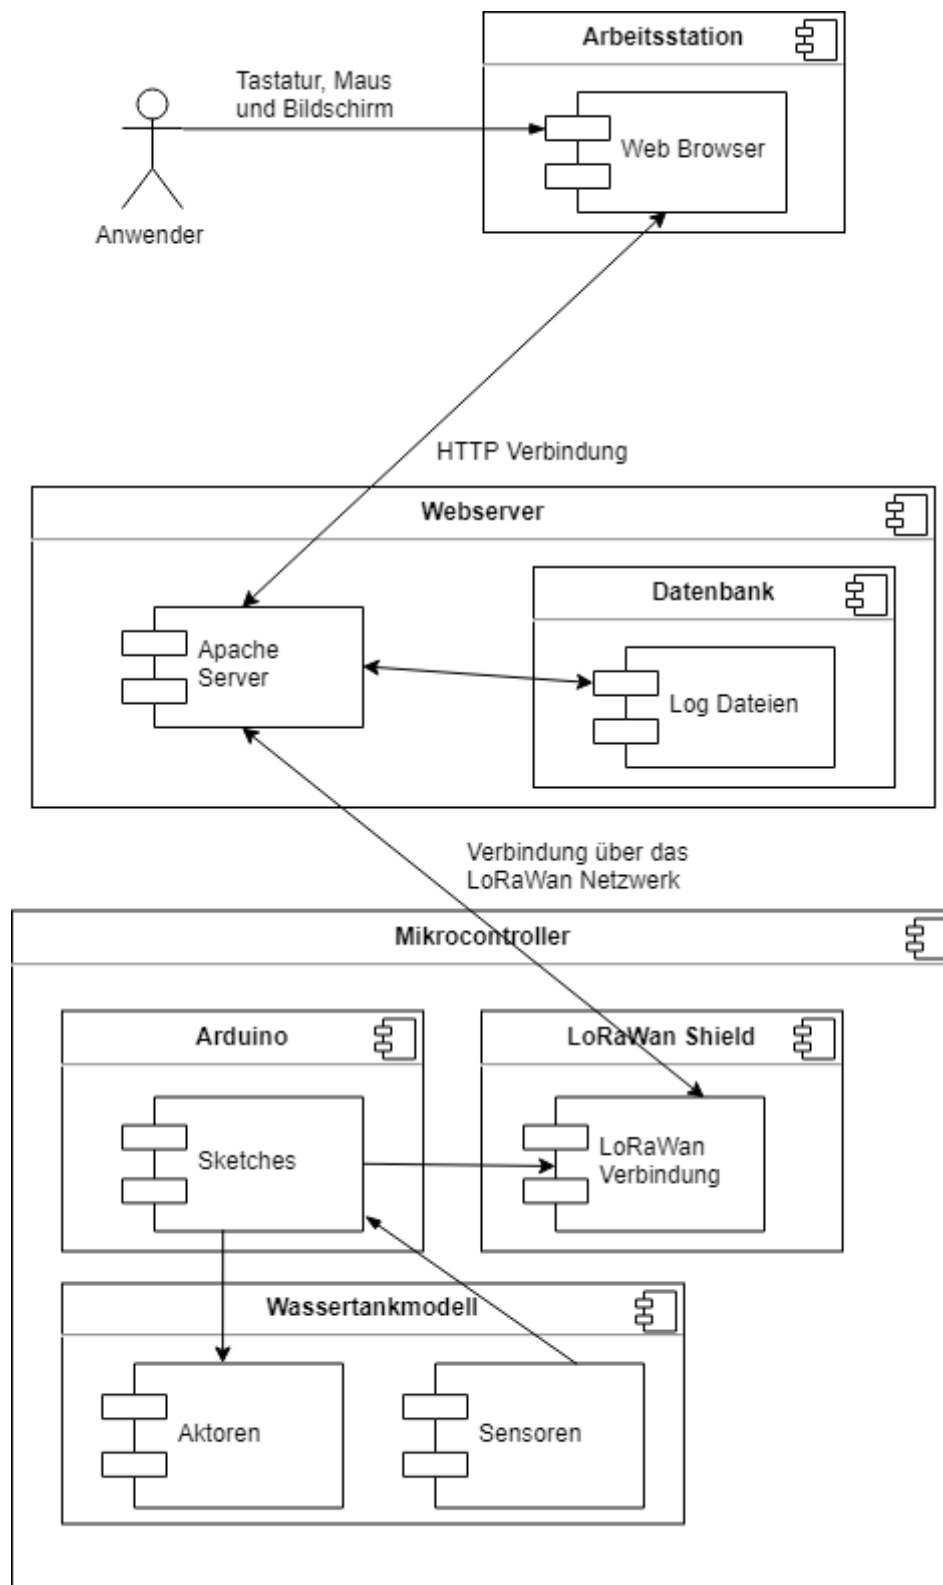 Arbeitsstation
Tastatur, Maus
und Bildschirm
Web Browser
Anwender
HTTP Verbindung
Webserver
Datenbank
Apache
Server
Log Dateien
Verbindung über das
LoRaWan Netzwerk
Mikrocontroller
Arduino
LoRaWan Shield
Sketches
LoRaWan
Verbindung
Wassertankmodell
Aktoren
Sensoren